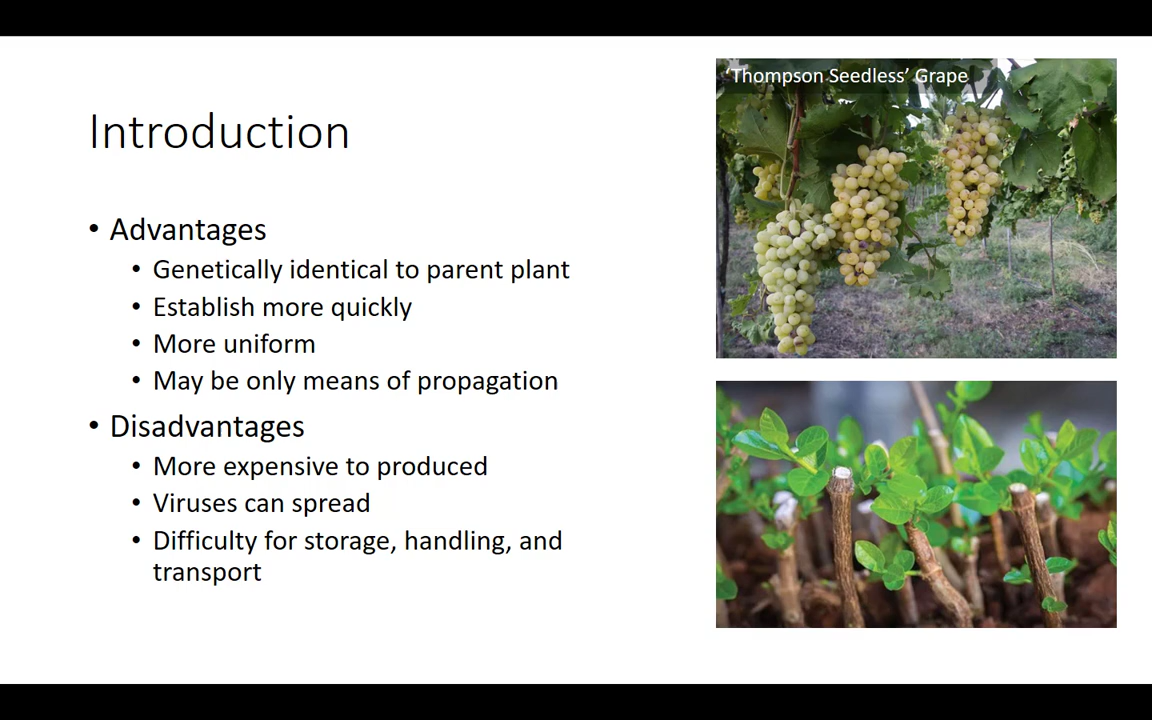 Introduction
• Advantages
• Genetically identical to parent plant
• Establish more quickly
• More uniform
• May be only means of propagation
• Disadvantages
• More expensive to produced
• Viruses can spread
• Difficulty for storage, handling, and
transport
‘Thompson Seedless’ Grape